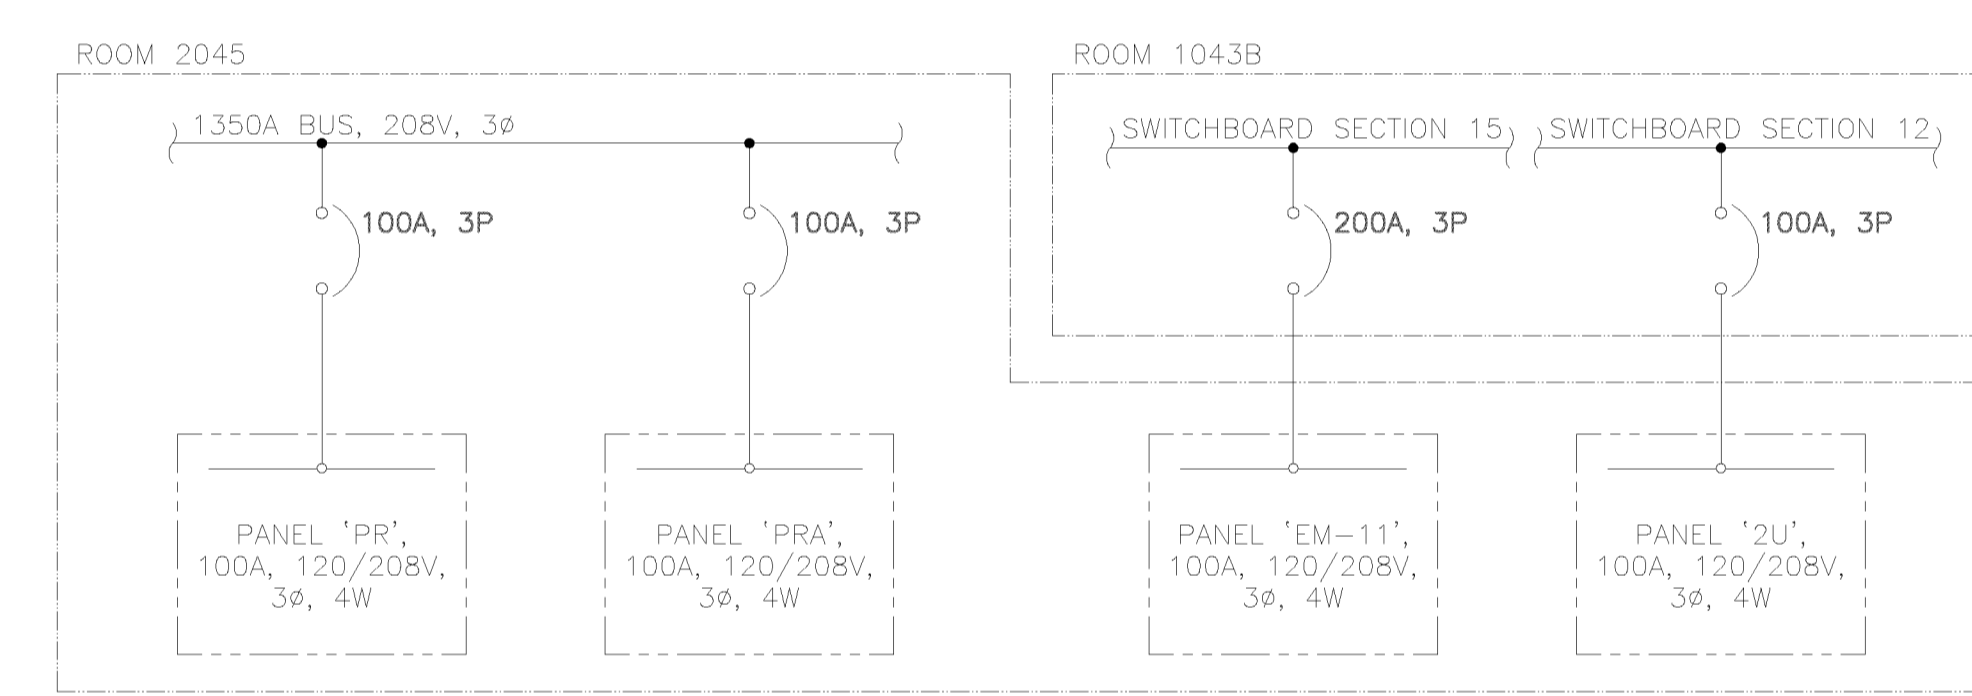 ROOM 2045
ROOM 1043B
1350A BUS, 208V, 3ø
SWITCHBOARD SECTION 15
SWITCHBOARD SECTION 12
100A, 3P
100A, 3P
200A, 3P
100A, 3P
PANEL ‘PR’,
100A, 120/208V,
3ø, 4W
PANEL ‘PRA’,
100A, 120/208V,
3ø, 4W
PANEL ‘EM-11’,
100A, 120/208V,
3ø, 4W
PANEL ‘2U’,
100A, 120/208V,
3ø, 4W